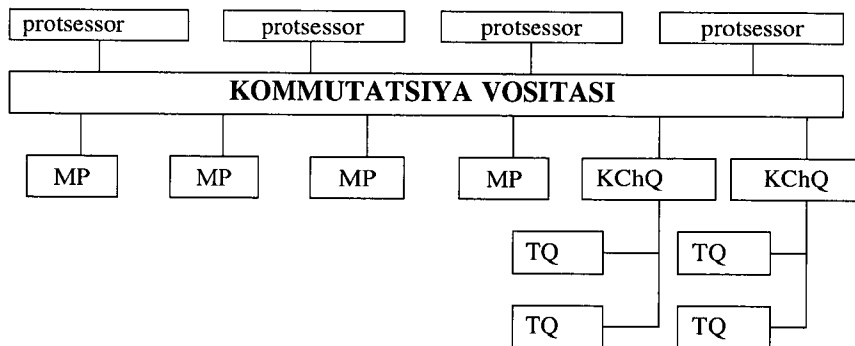 protsessor
protsessor
protsessor
protsessor
KOMMUTATSIYA VOSITASI
MP
MP
MP
MP
KChQ
KChQ
TQ
TQ
TQ
TQ